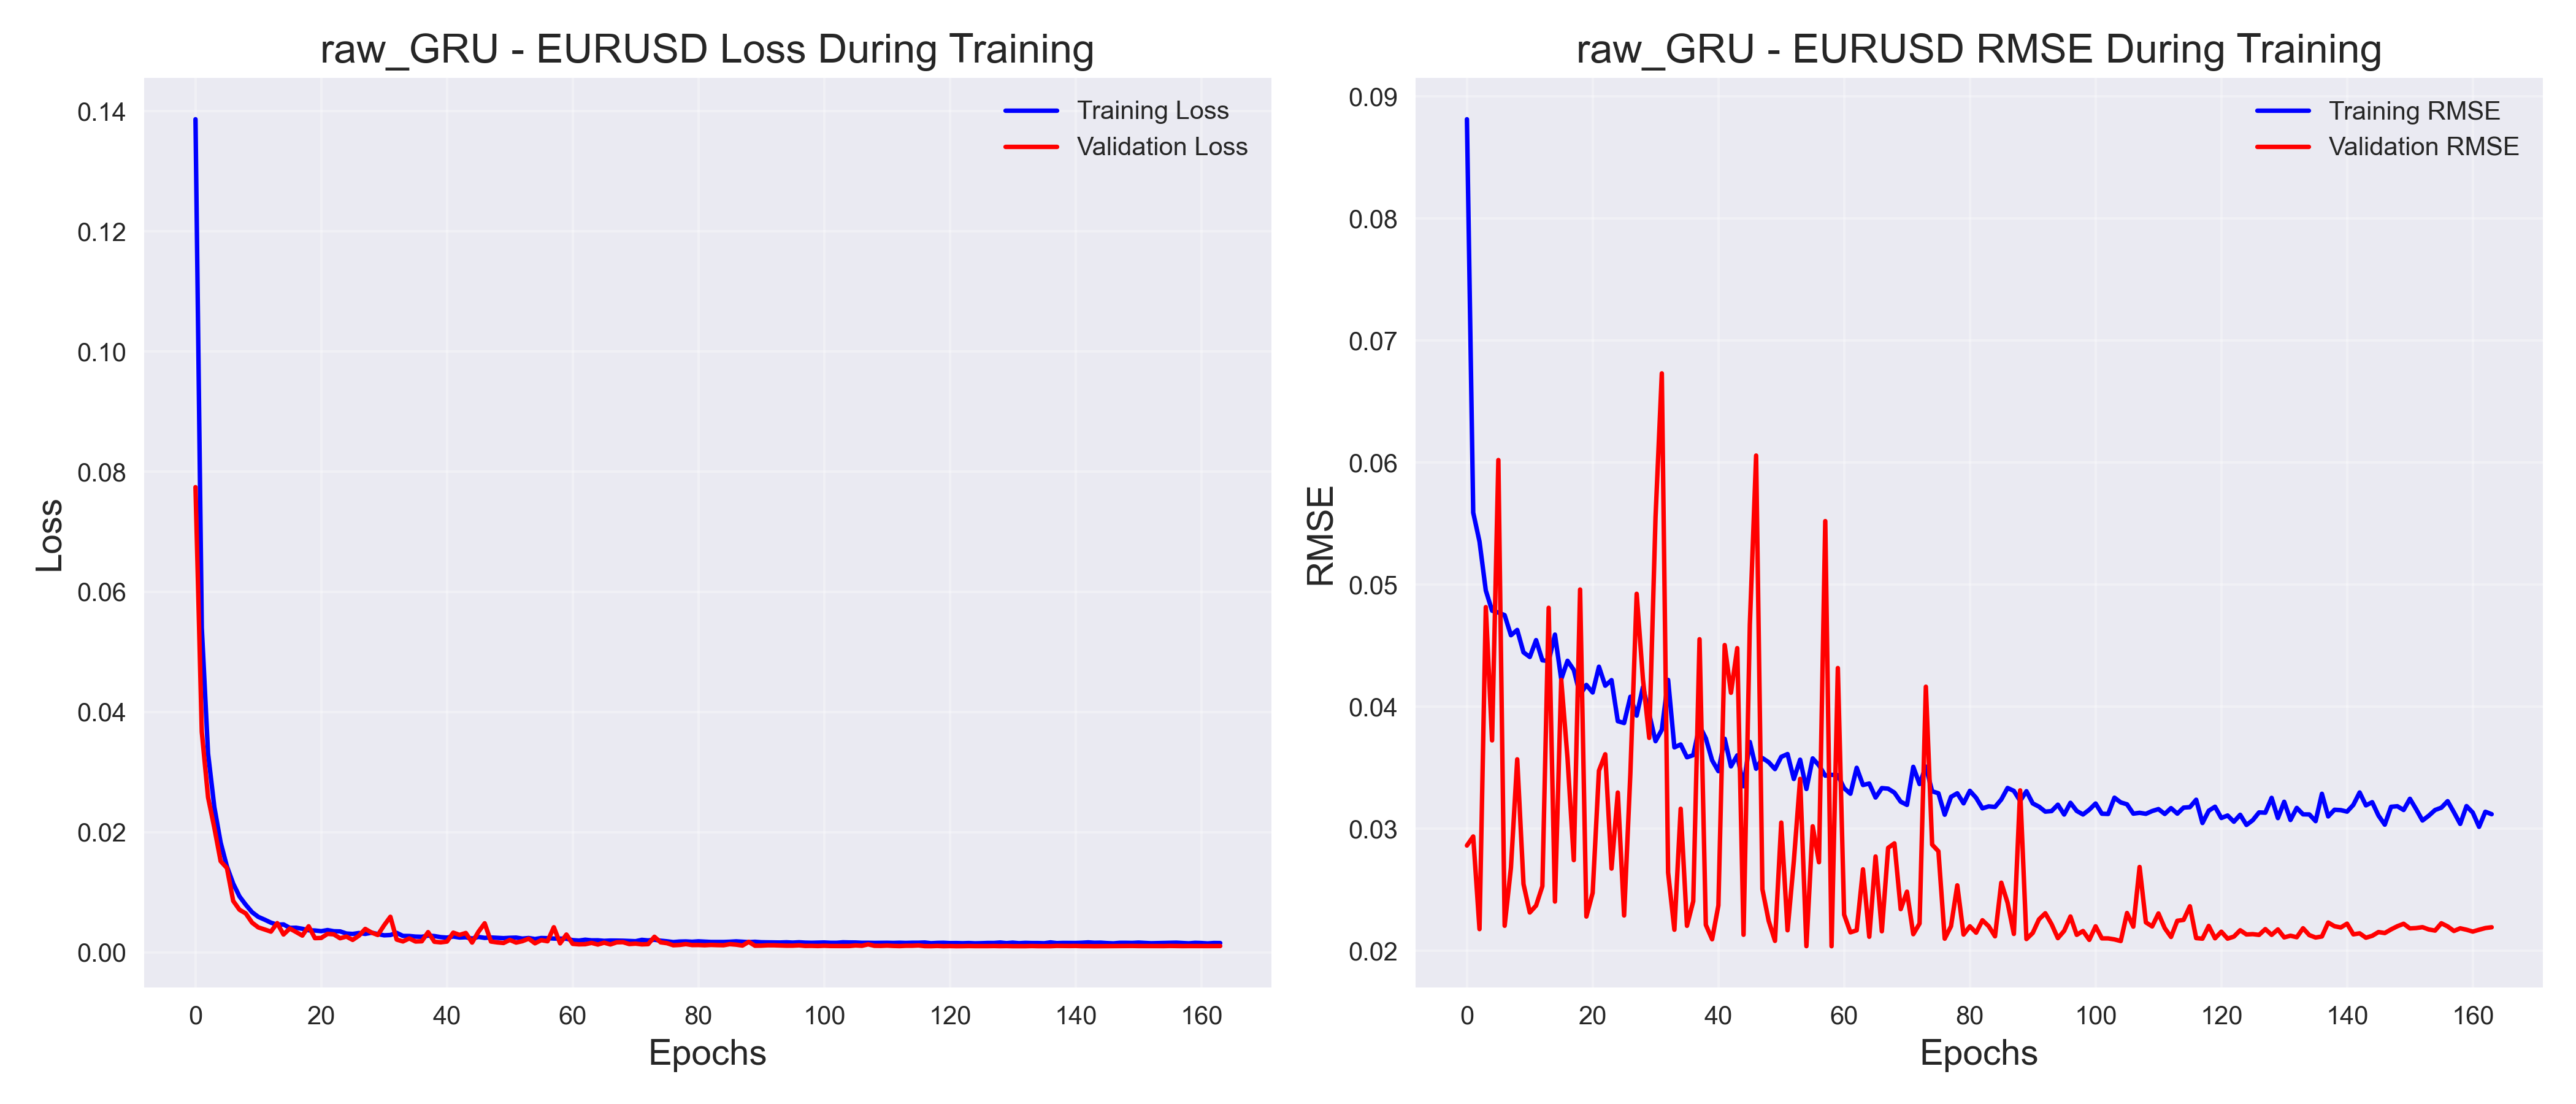 raw_GRU - EURUSD Loss During Training
Training Loss
Validation Loss
0.14
0.12
0.10
0.08
0.06
0.04
0.02
0.00
Loss
0 20 40 60 80 100 120 140 160
Epochs
raw_GRU - EURUSD RMSE During Training
Training RMSE
Validation RMSE
0.09
0.08
0.07
0.06
0.05
0.04
0.03
0.02
RMSE
0 20 40 60 80 100 120 140 160
Epochs